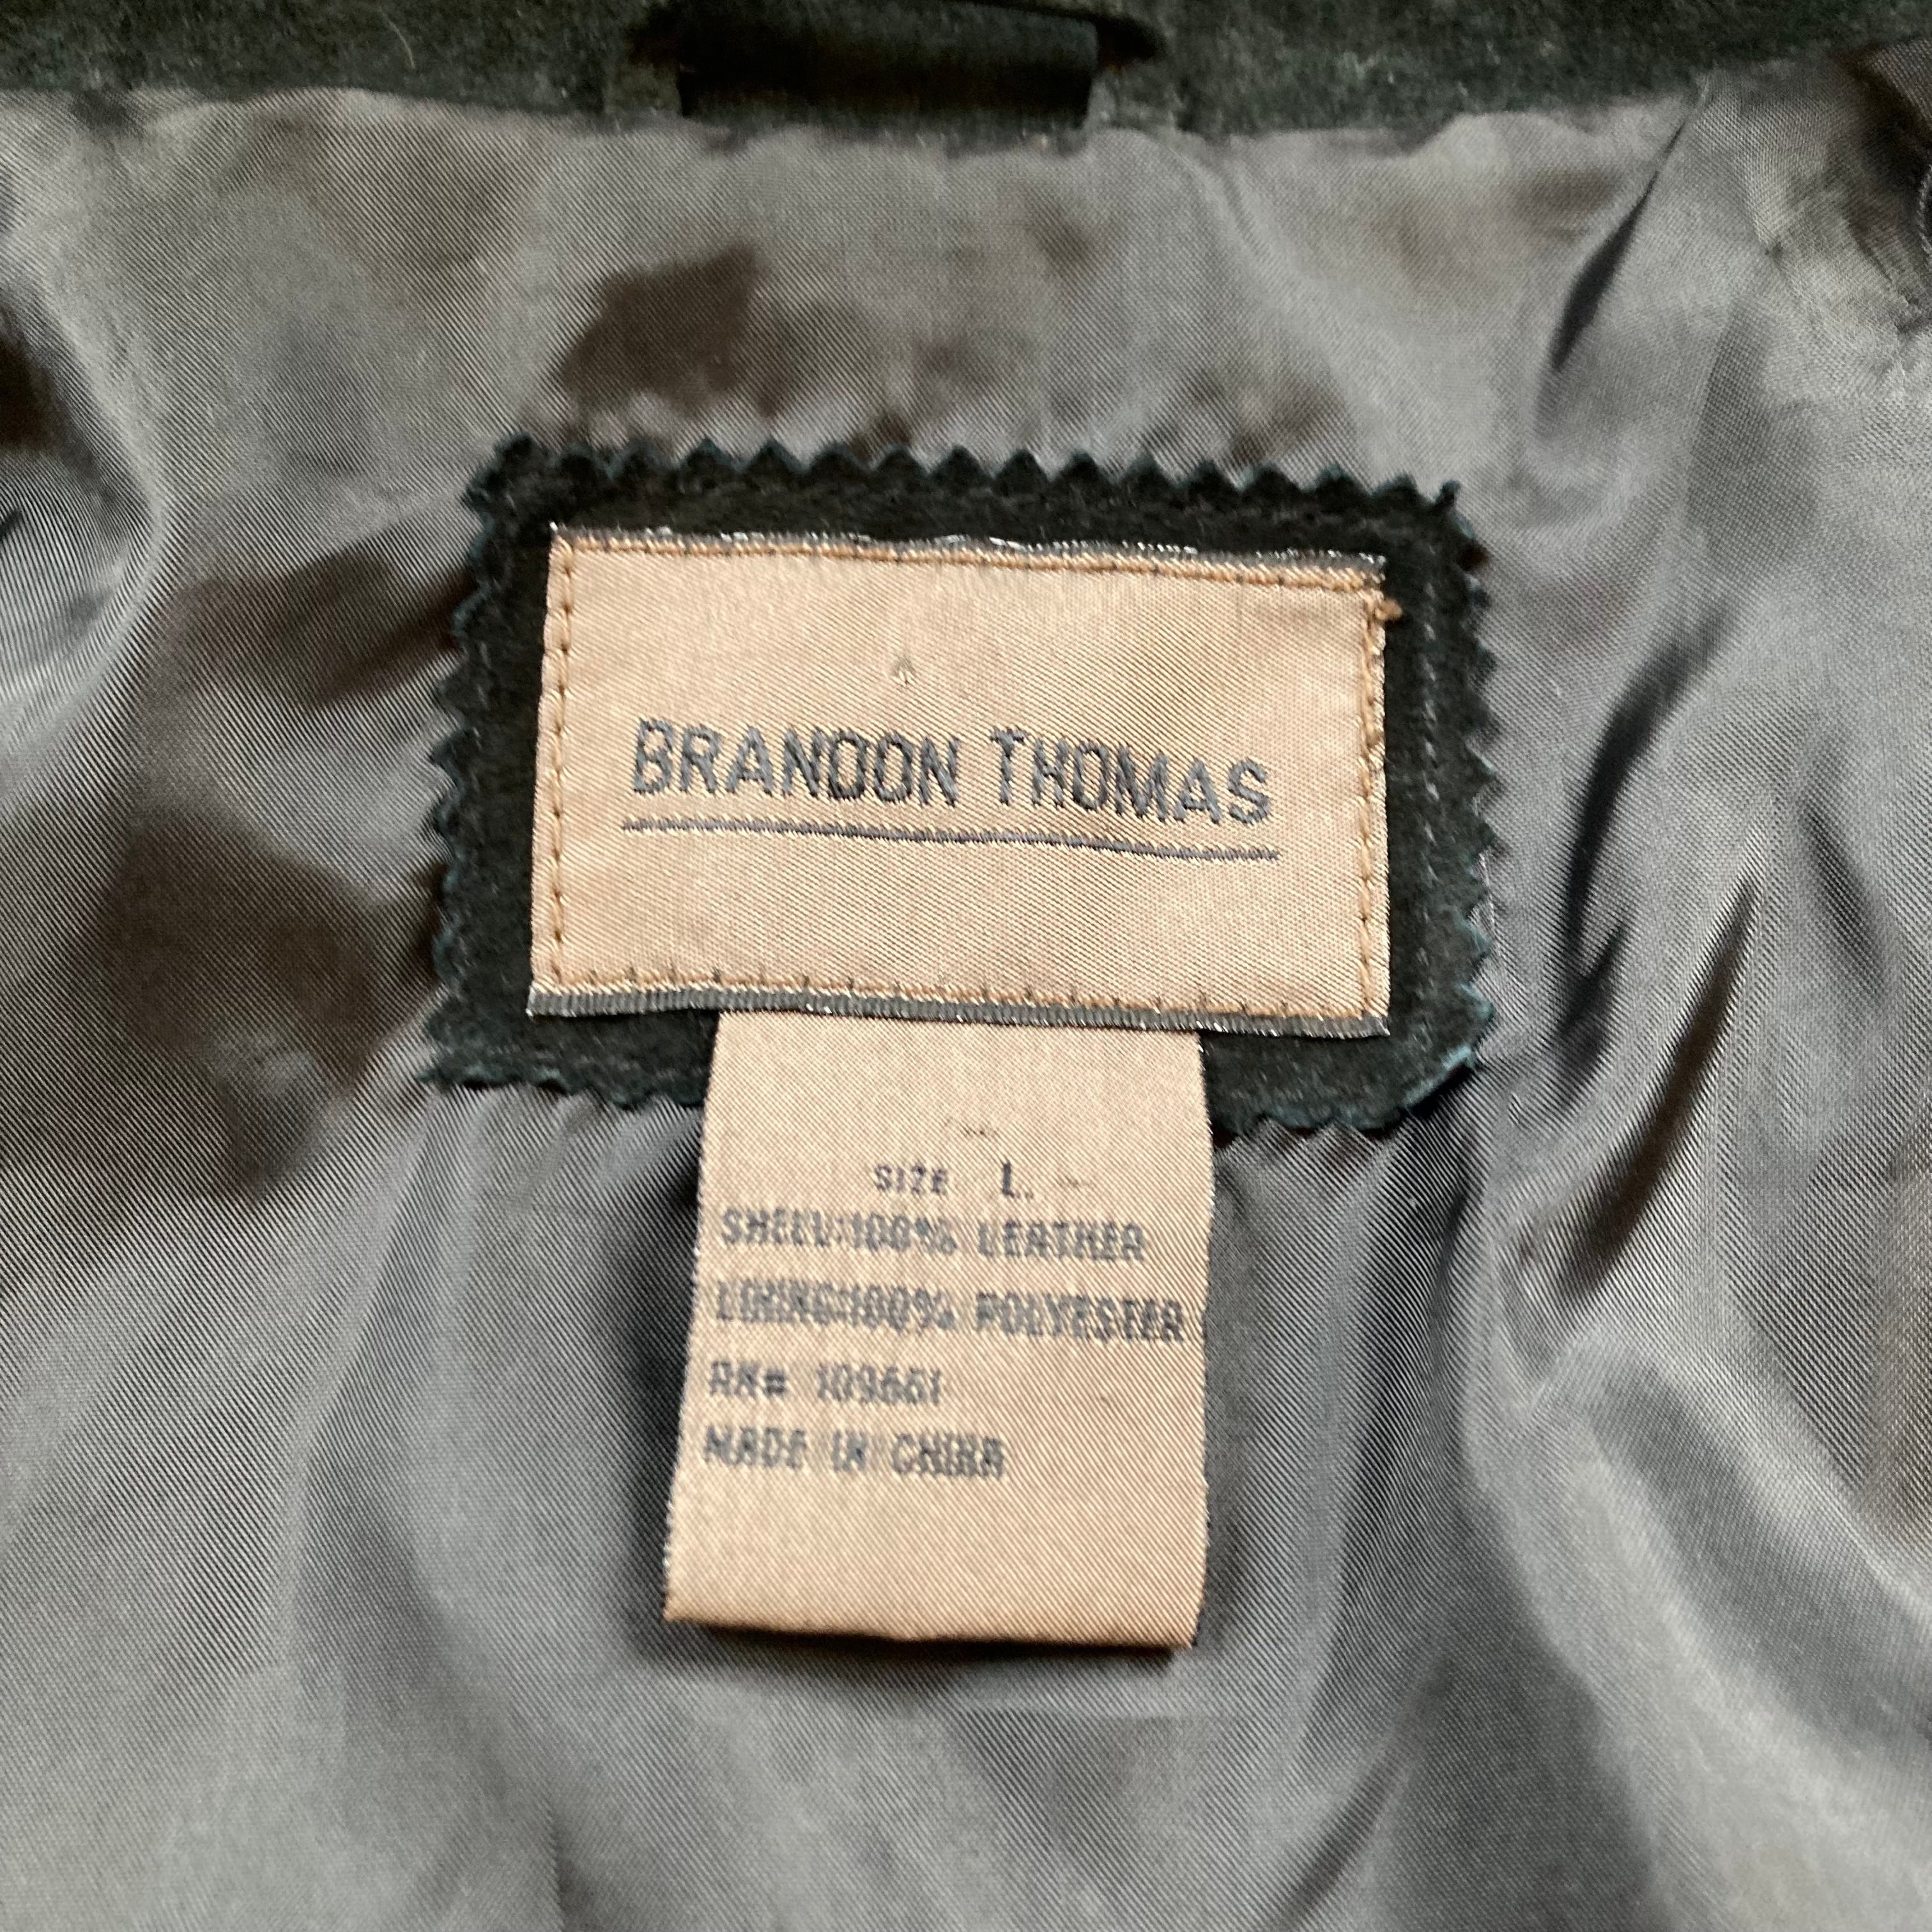 BRANDON THOMAS
SIZE L
SHELL:100% LEATHER
LINING:100% POLYESTER
RN# 109661
MADE IN CHINA